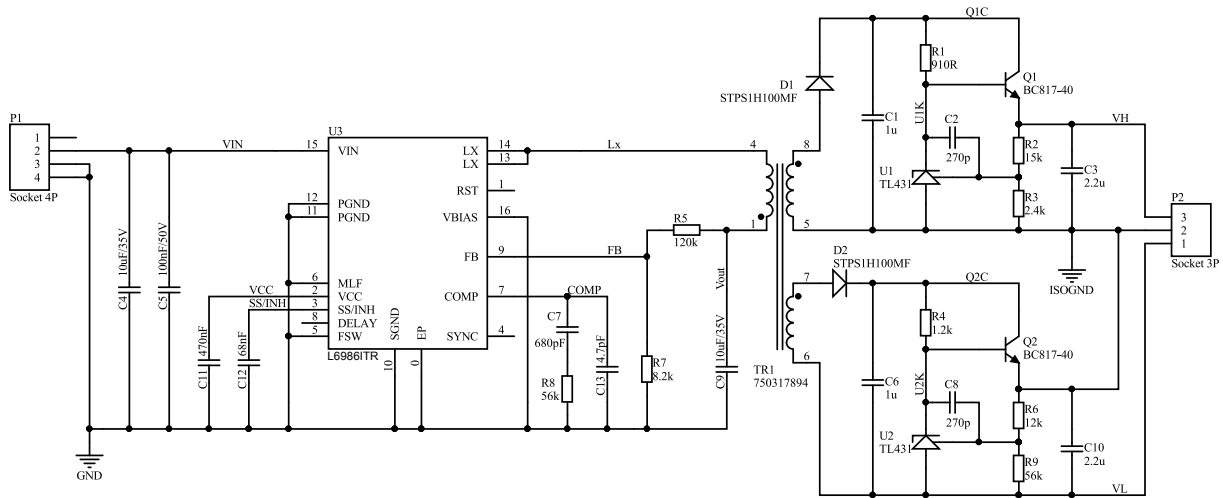 P1
1
2
3
4
Socket 4P
VIN
C4 10uF/35V
C5 100nF/50V
GND
VCC
SS/INH
C11 470nF
C12 68nF
U3
15 VIN
12 PGND
11 PGND
6 MLF
2 VCC
3 SS/INH
8 DELAY
5 FSW
L6986ITR
SGND
10
EP
0
LX 14
LX 13
RST 1
VBIAS 16
FB 9
COMP 7
SYNC 4
Lx
FB
COMP
C7
680pF
R8
56k
C13 4.7pF
R5
120k
R7
8.2k
Vout
C9 10uF/35V
4
1
8
5
7
6
TR1
750317894
D1
STPS1H100MF
D2
STPS1H100MF
Q1C
C1
1u
R1
910R
U1K
C2
270p
U1
TL431
Q1
BC817-40
R2
15k
R3
2.4k
C3
2.2u
VH
P2
3
2
1
Socket 3P
ISOGND
Q2C
C6
1u
R4
1.2k
U2K
C8
270p
U2
TL431
Q2
BC817-40
R6
12k
R9
56k
C10
2.2u
VL